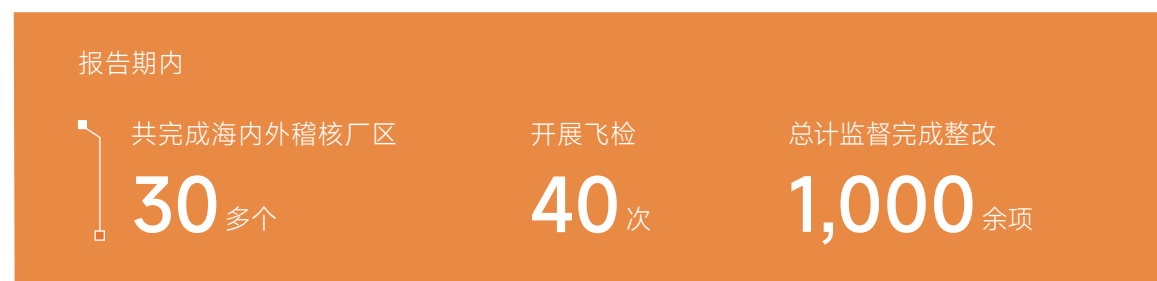 报告期内
共完成海内外稽核厂区
30多个
开展飞检
40次
总计监督完成整改
1,000余项